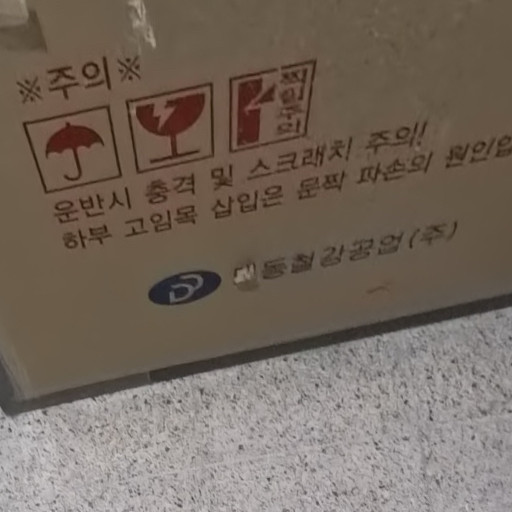 ※주의※
찍힘주의
운반시 충격 및 스크래치 주의!
하부 고임목 삽입은 문짝 파손의 원인입
동철강공업(주)